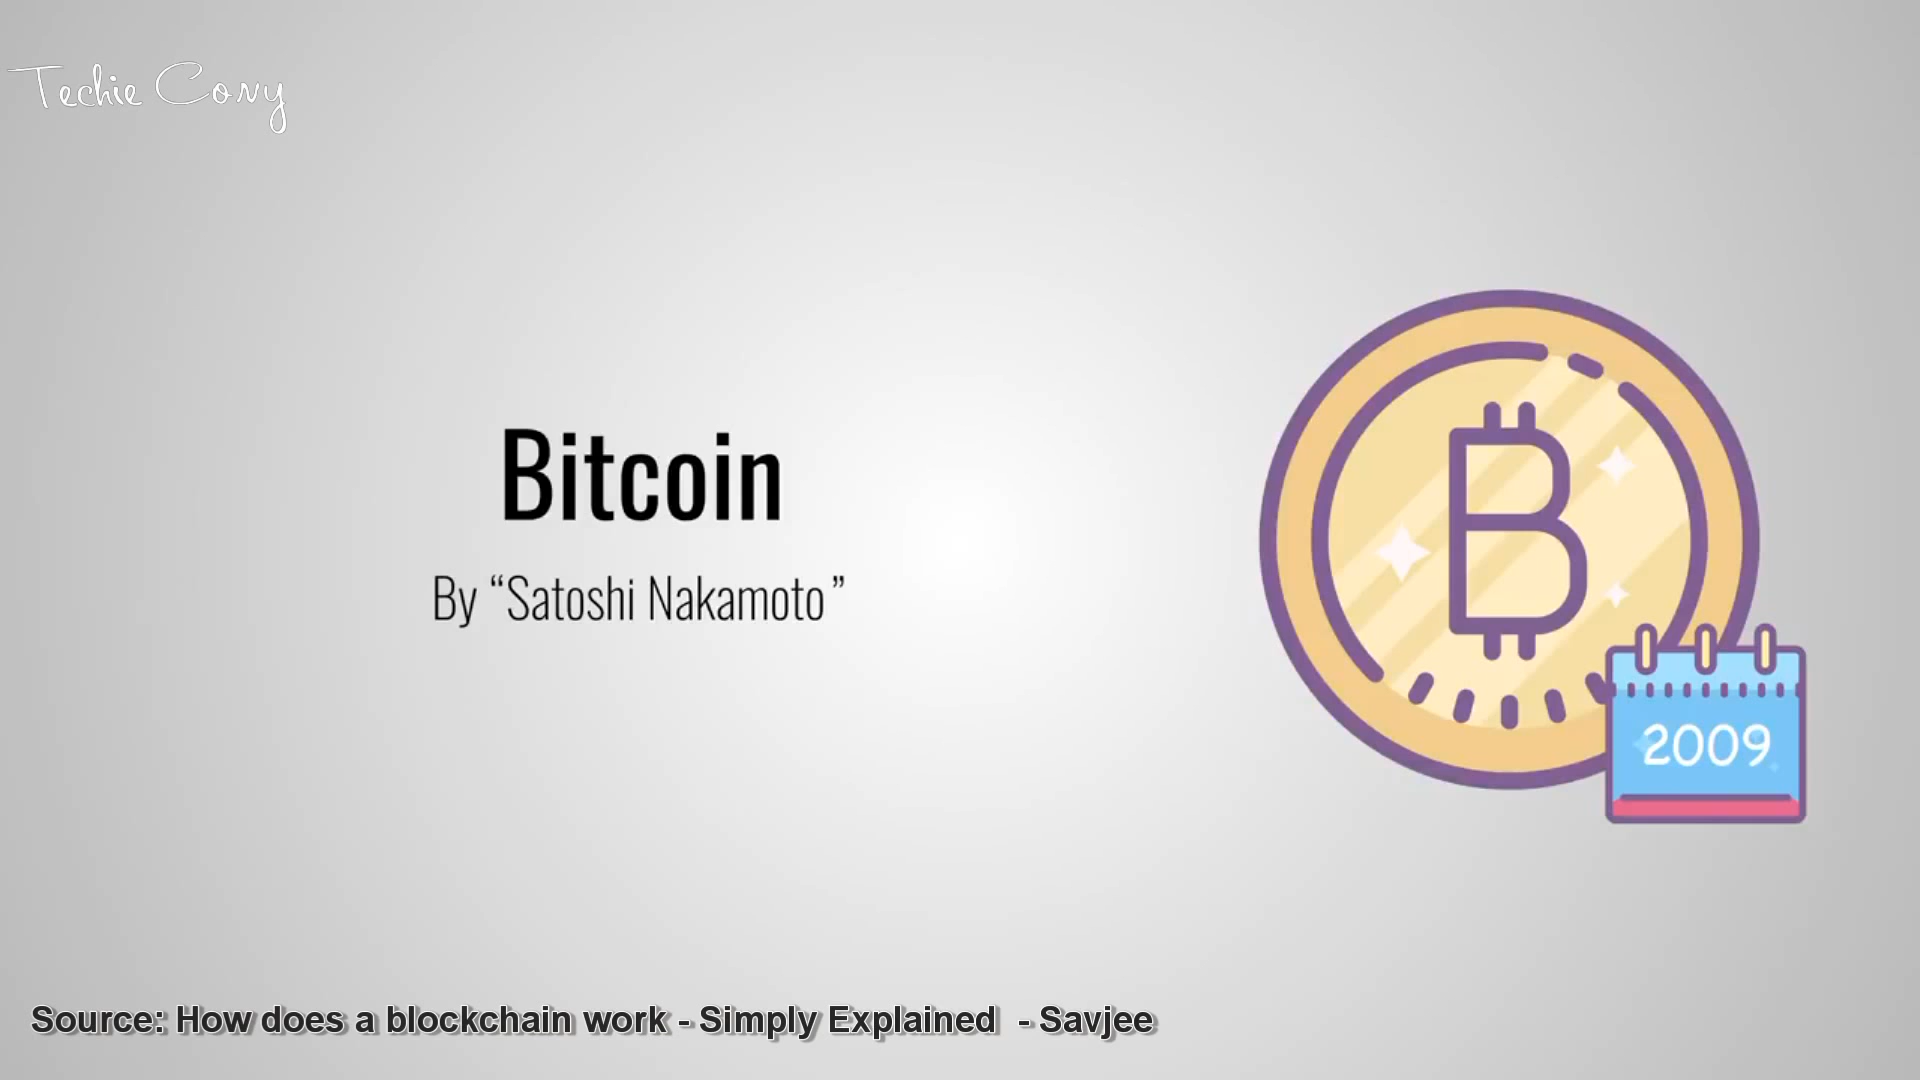 Techie Cony
Bitcoin
By “Satoshi Nakamoto”
2009
Source: How does a blockchain work - Simply Explained - Savjee